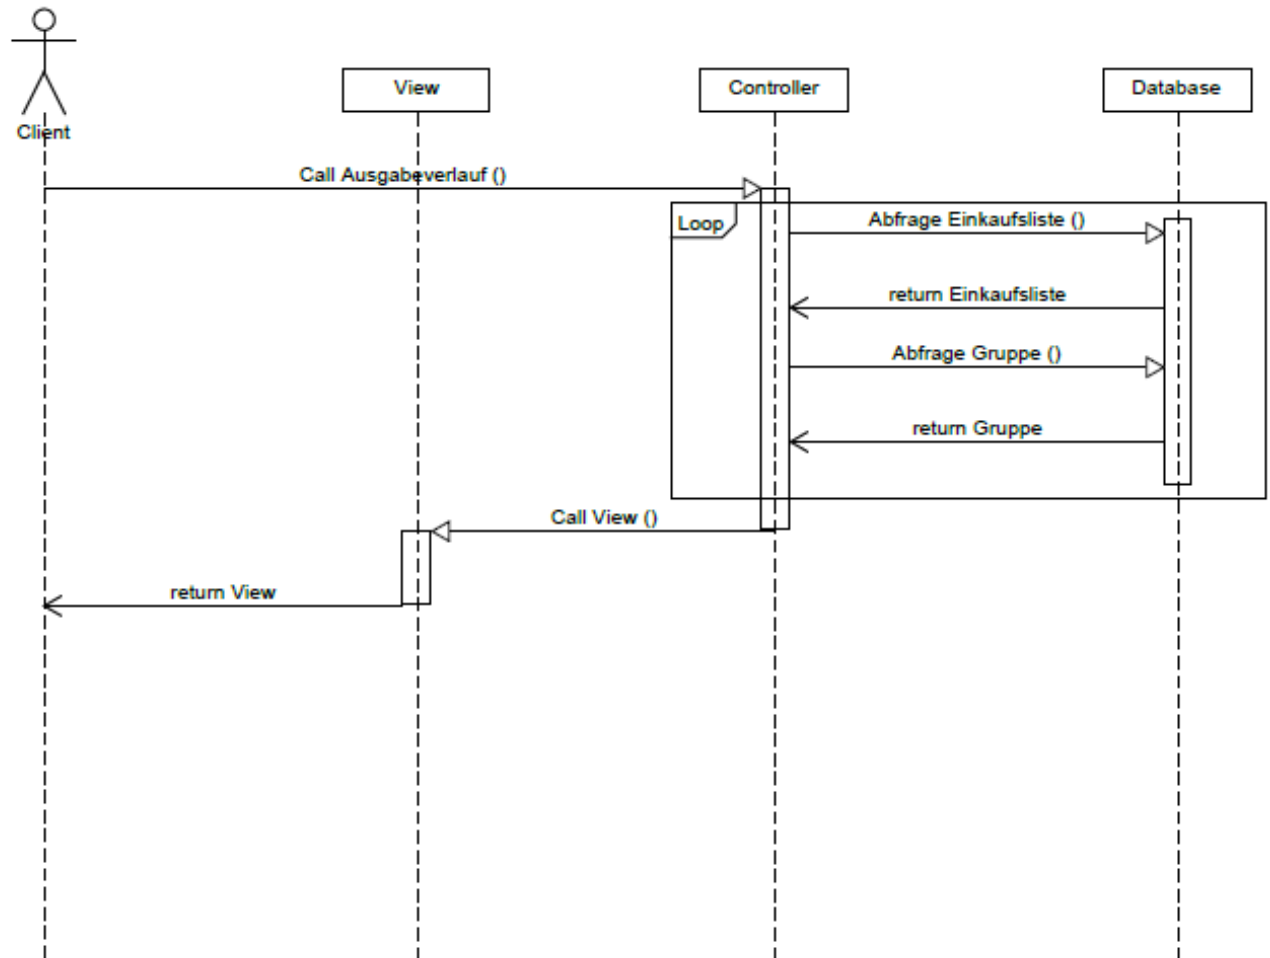 Client
View
Controller
Database
Call Ausgabeverlauf ()
Loop
Abfrage Einkaufsliste ()
return Einkaufsliste
Abfrage Gruppe ()
return Gruppe
Call View ()
return View